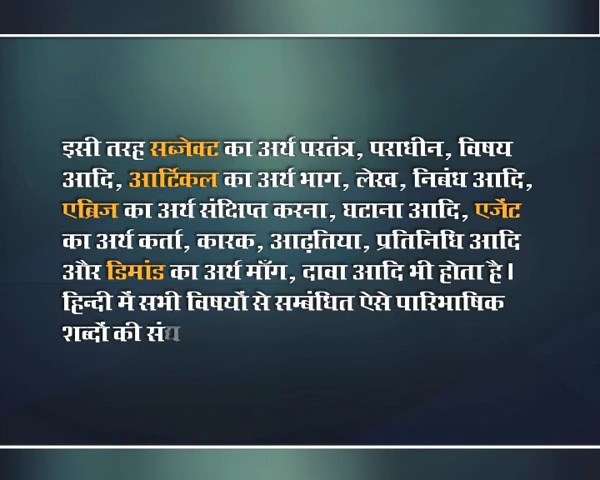 इसी तरह सब्जेक्ट का अर्थ परतंत्र, पराधीन, विषय
आदि, आर्टिकल का अर्थ भाग, लेख, निबंध आदि,
एब्रिज का अर्थ संक्षिप्त करना, घटाना आदि, एजेंट
का अर्थ कर्ता, कारक, आढ़तिया, प्रतिनिधि आदि
और डिमांड का अर्थ माँग, दावा आदि भी होता है।
हिन्दी में सभी विषयों से सम्बंधित ऐसे पारिभाषिक
शब्दों की